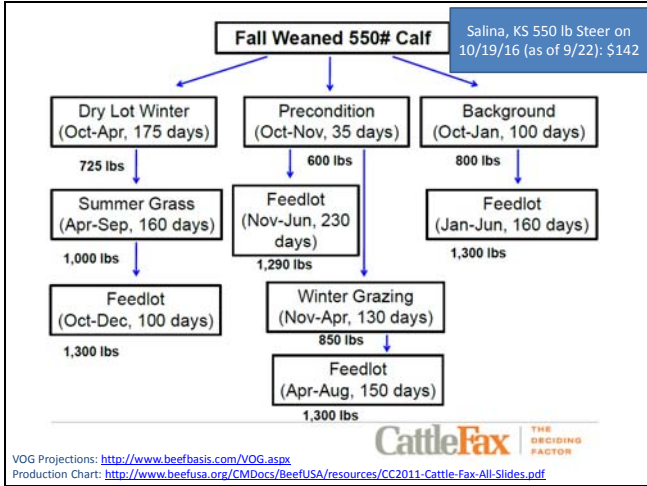 Fall Weaned 550# Calf
Salina, KS 550 lb Steer on
10/19/16 (as of 9/22): $142
Dry Lot Winter
(Oct-Apr, 175 days)
Precondition
(Oct-Nov, 35 days)
Background
(Oct-Jan, 100 days)
725 lbs
600 lbs
800 lbs
Summer Grass
(Apr-Sep, 160 days)
Feedlot
(Nov-Jun, 230
days)
Feedlot
(Jan-Jun, 160 days)
1,000 lbs
1,290 lbs
1,300 lbs
Feedlot
(Oct-Dec, 100 days)
Winter Grazing
(Nov-Apr, 130 days)
1,300 lbs
850 lbs
Feedlot
(Apr-Aug, 150 days)
1,300 lbs
CattleFax
THE
DECIDING
FACTOR
VOG Projections: http://www.beefbasis.com/VOG.aspx
Production Chart: http://www.beefusa.org/CMDocs/BeefUSA/resources/CC2011-Cattle-Fax-All-Slides.pdf